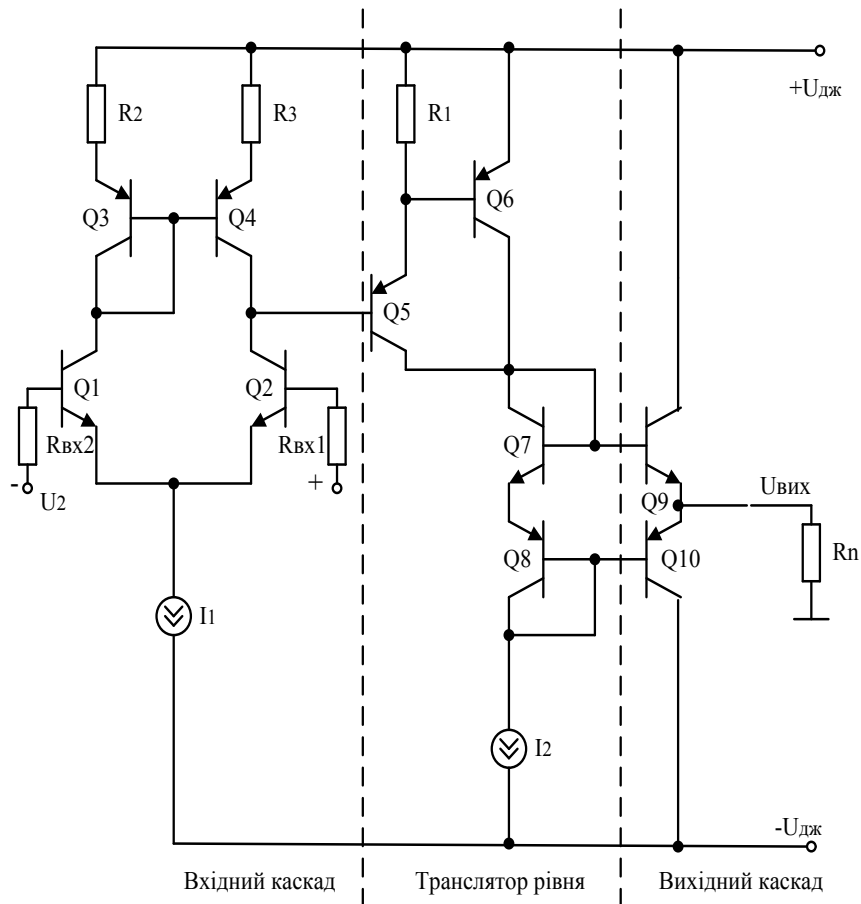 +Uдж
R2
R3
R1
Q3
Q4
Q6
Q5
Q1
Q2
Rвх2
Rвх1
-
U2
+
Q7
Uвих
Q9
Q8
Q10
Rn
I1
I2
-Uдж
Вхідний каскад
Транслятор рівня
Вихідний каскад